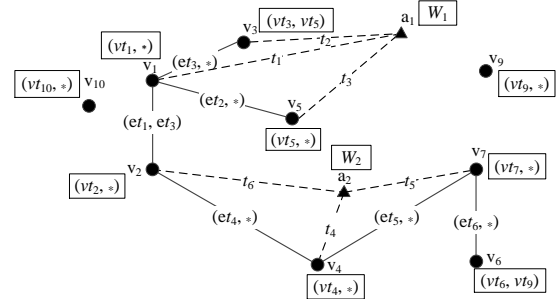 v₃
(vt₃, vt₅)
a₁
W₁
(vt₁, *)
t₂
v₁
(et₃, *)
t₁
v₉
(vt₁₀, *)
v₁₀
t₃
(vt₉, *)
(et₂, *)
v₅
(et₁, et₃)
(vt₅, *)
W₂
v₂
v₇
t₆
t₅
(vt₂, *)
a₂
(vt₇, *)
(et₄, *)
(et₅, *)
(et₆, *)
t₄
v₄
v₆
(vt₄, *)
(vt₆, vt₉)